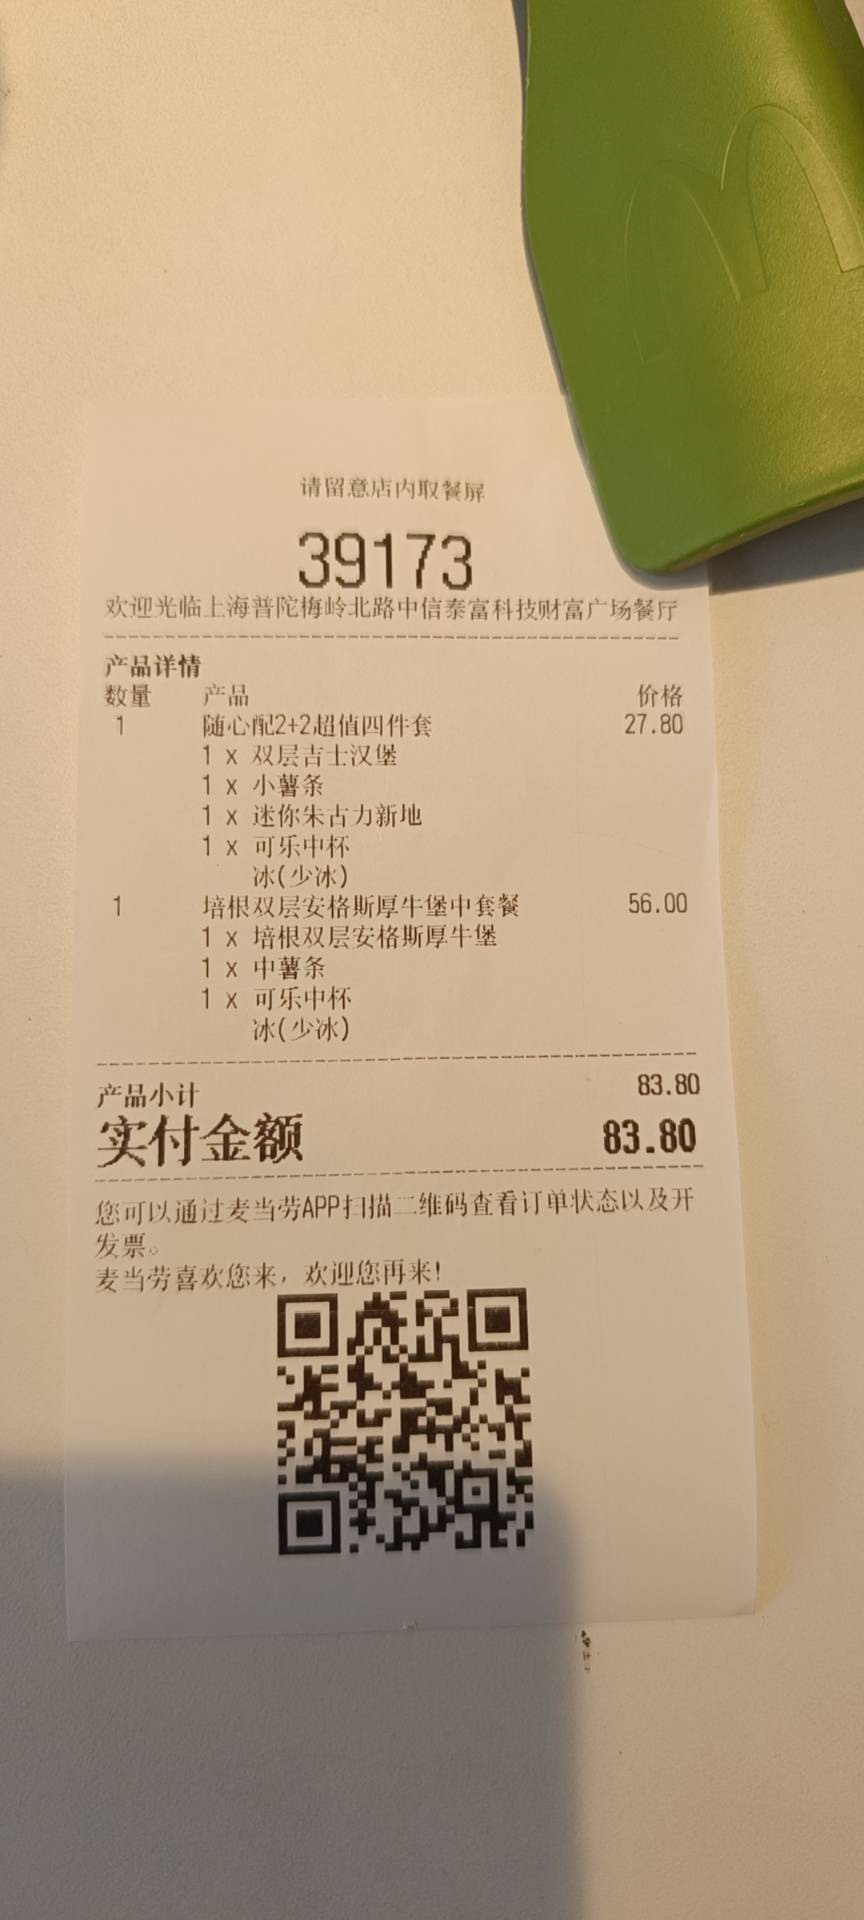 请留意店内取餐屏
39173
欢迎光临上海普陀梅岭北路中信泰富科技财富广场餐厅
产品详情
数量 产品 价格
1 随心配2+2超值四件套 27.80
1 x 双层吉士汉堡
1 x 小薯条
1 x 迷你朱古力新地
1 x 可乐中杯
冰(少冰)
1 培根双层安格斯厚牛堡中套餐 56.00
1 x 培根双层安格斯厚牛堡
1 x 中薯条
1 x 可乐中杯
冰(少冰)
产品小计 83.80
实付金额 83.80
您可以通过麦当劳APP扫描二维码查看订单状态以及开
发票。
麦当劳喜欢您来，欢迎您再来!